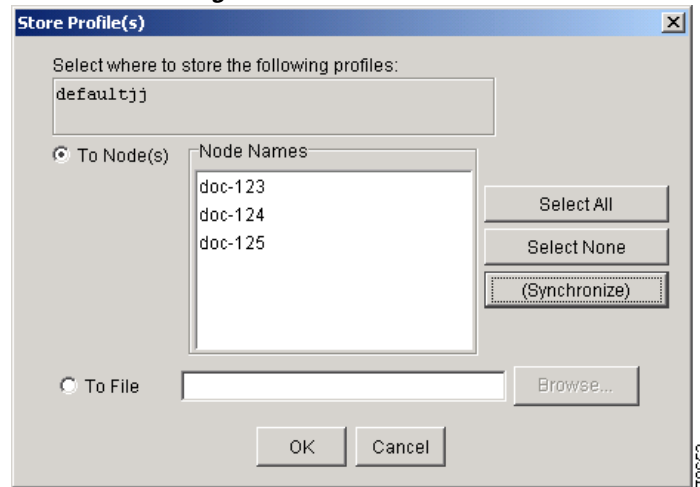 Store Profile(s)
Select where to store the following profiles:
defaultjj
To Node(s)
Node Names
doc-123
doc-124
doc-125
Select All
Select None
(Synchronize)
To File
Browse...
OK
Cancel